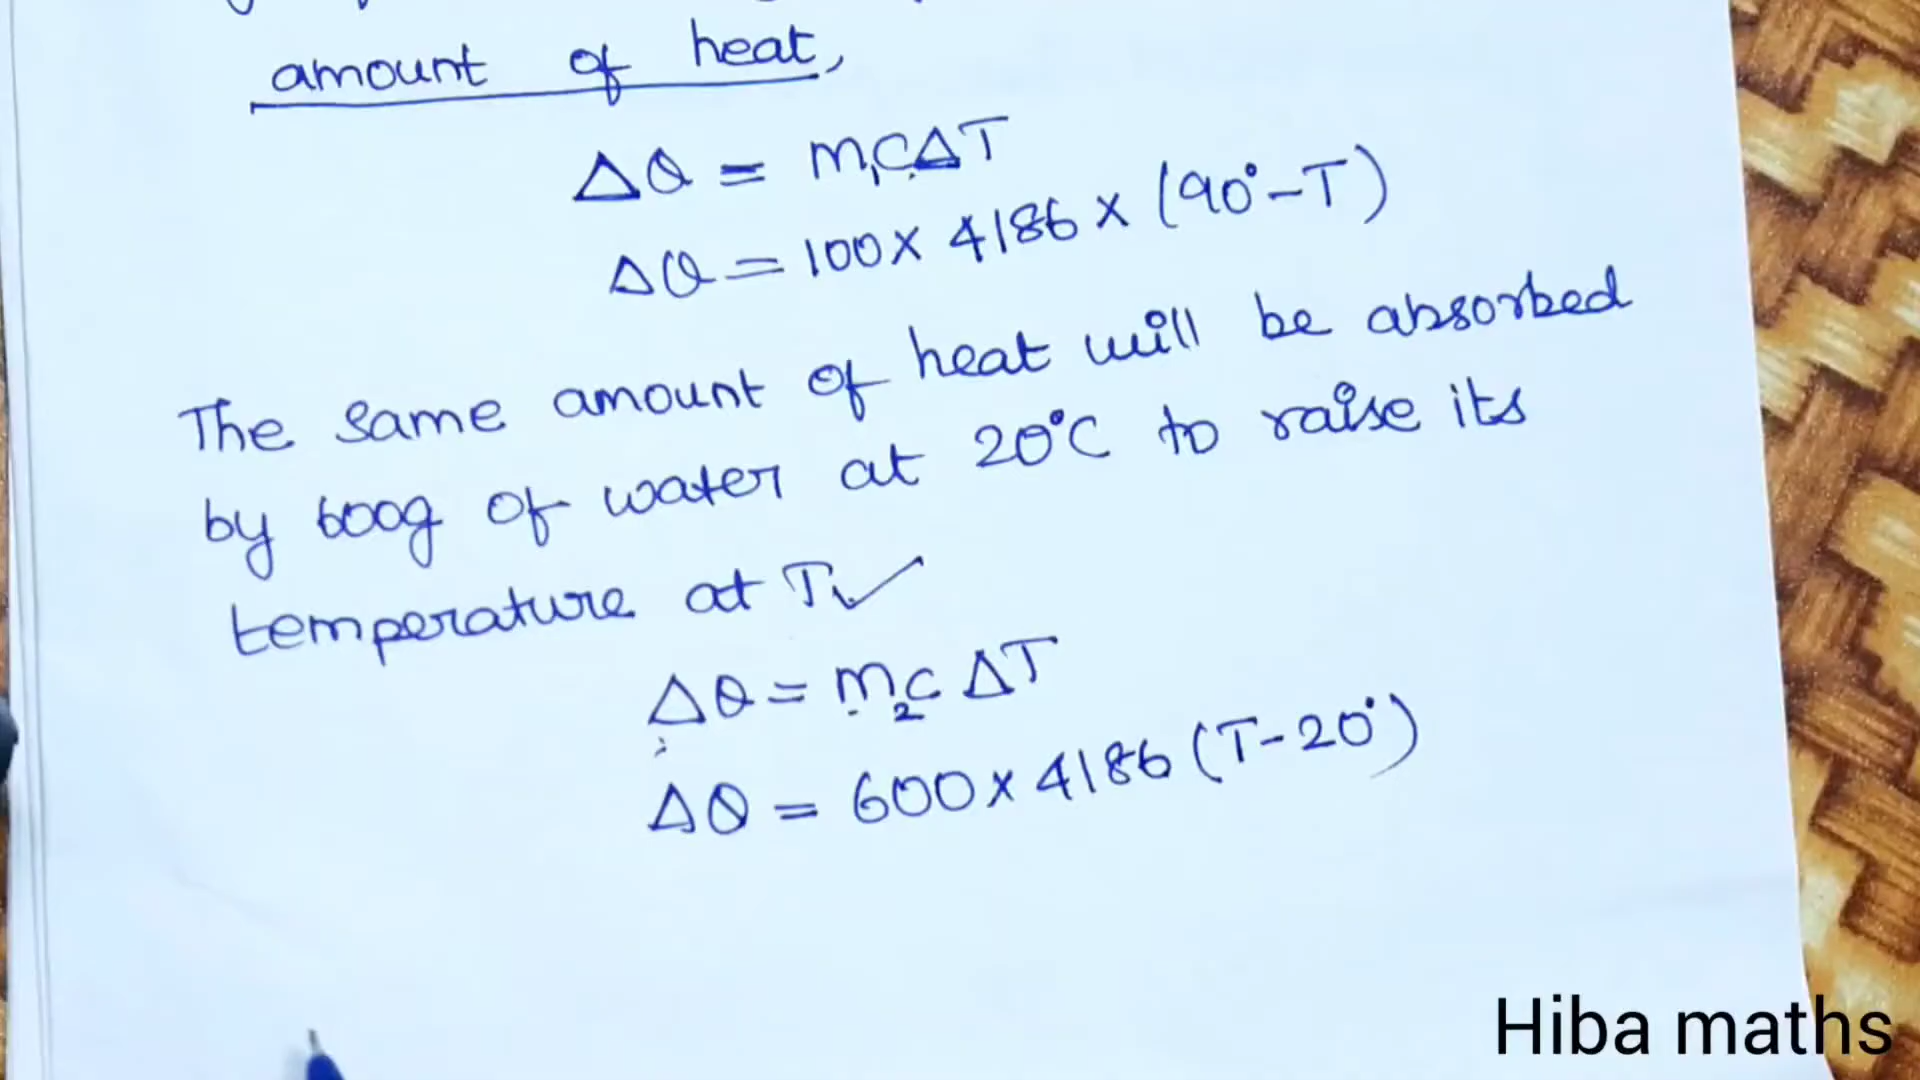 amount of heat,
ΔQ = m₁CΔT
ΔQ = 100 × 4186 × (90° - T)
The same amount of heat will be absorbed
by 600g of water at 20°C to raise its
temperature at T ✓
ΔQ = m₂C ΔT
ΔQ = 600 × 4186 (T - 20°)
Hiba maths